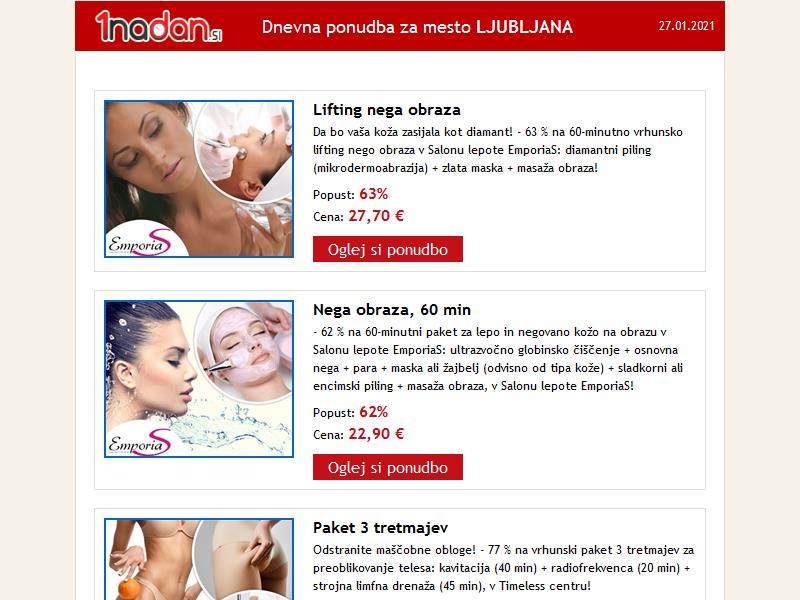 1nadan.si
Dnevna ponudba za mesto LJUBLJANA
27.01.2021
Lifting nega obraza
Da bo vaša koža zasijala kot diamant! - 63 % na 60-minutno vrhunsko
lifting nego obraza v Salonu lepote EmporiaS: diamantni piling
(mikrodermoabrazija) + zlata maska + masaža obraza!
Popust: 63%
Cena: 27,70 €
Oglej si ponudbo
EmporiaS
Nega obraza, 60 min
- 62 % na 60-minutni paket za lepo in negovano kožo na obrazu v
Salonu lepote EmporiaS: ultrazvočno globinsko čiščenje + osnovna
nega + para + maska ali žajbelj (odvisno od tipa kože) + sladkorni ali
encimski piling + masaža obraza, v Salonu lepote EmporiaS!
Popust: 62%
Cena: 22,90 €
Oglej si ponudbo
EmporiaS
Paket 3 tretmajev
Odstranite maščobne obloge! - 77 % na vrhunski paket 3 tretmajev za
preoblikovanje telesa: kavitacija (40 min) + radiofrekvenca (20 min) +
strojna limfna drenaža (45 min), v Timeless centru!